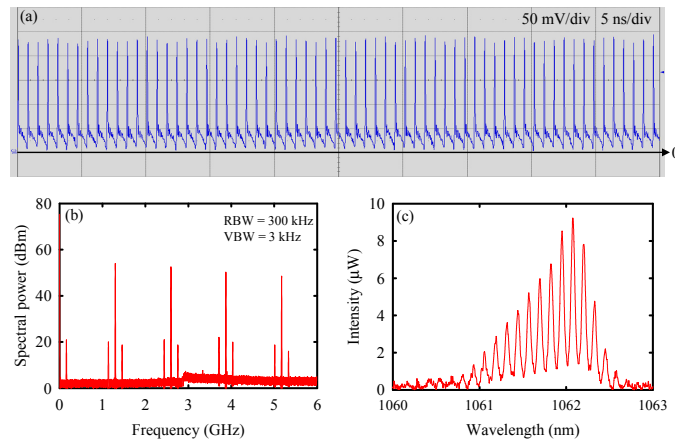 (a) 50 mV/div 5 ns/div
0
(b) RBW = 300 kHz
VBW = 3 kHz
80
60
40
20
0
Spectral power (dBm)
0 1 2 3 4 5 6
Frequency (GHz)
(c)
10
8
6
4
2
0
Intensity (μW)
1060 1061 1062 1063
Wavelength (nm)